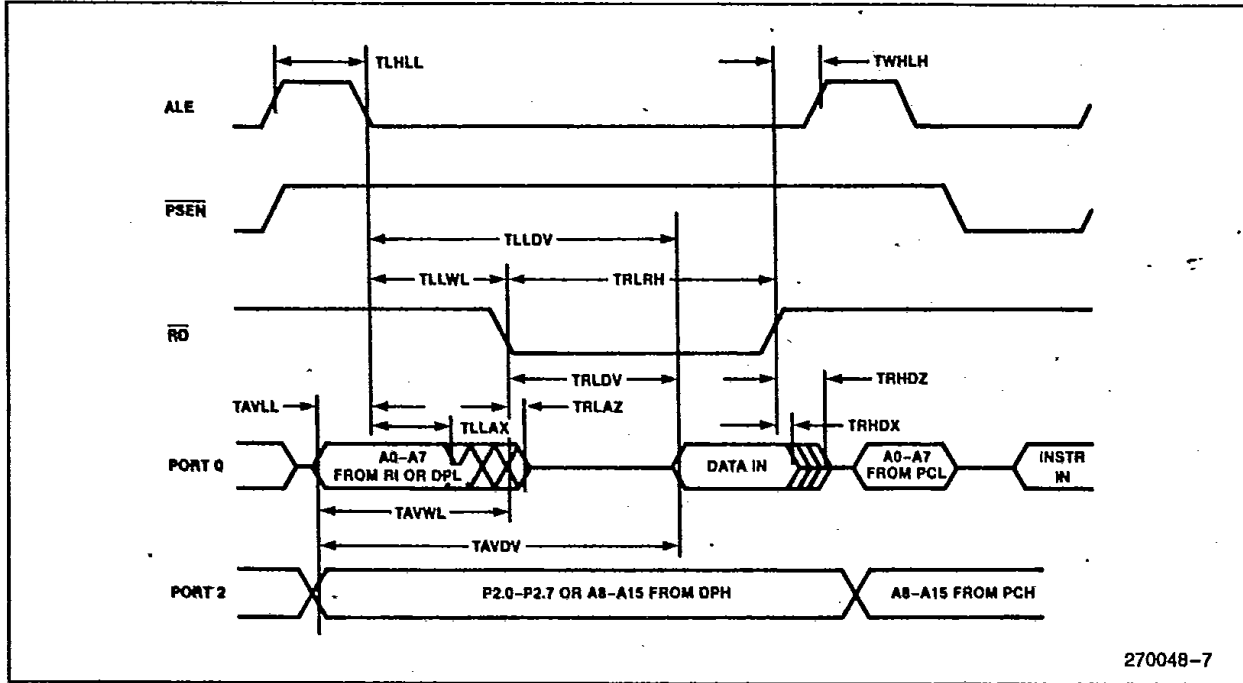 TLHLL
TWHLH
ALE
PSEN
TLLDV
TLLWL
TRLRH
RD
TRLDV
TRHDZ
TAVLL
TRLAZ
TLLAX
TRHDX
PORT 0
A0–A7
FROM RI OR DPL
DATA IN
A0–A7
FROM PCL
INSTR
IN
TAVWL
TAVDV
PORT 2
P2.0–P2.7 OR A8–A15 FROM DPH
A8–A15 FROM PCH
270048–7